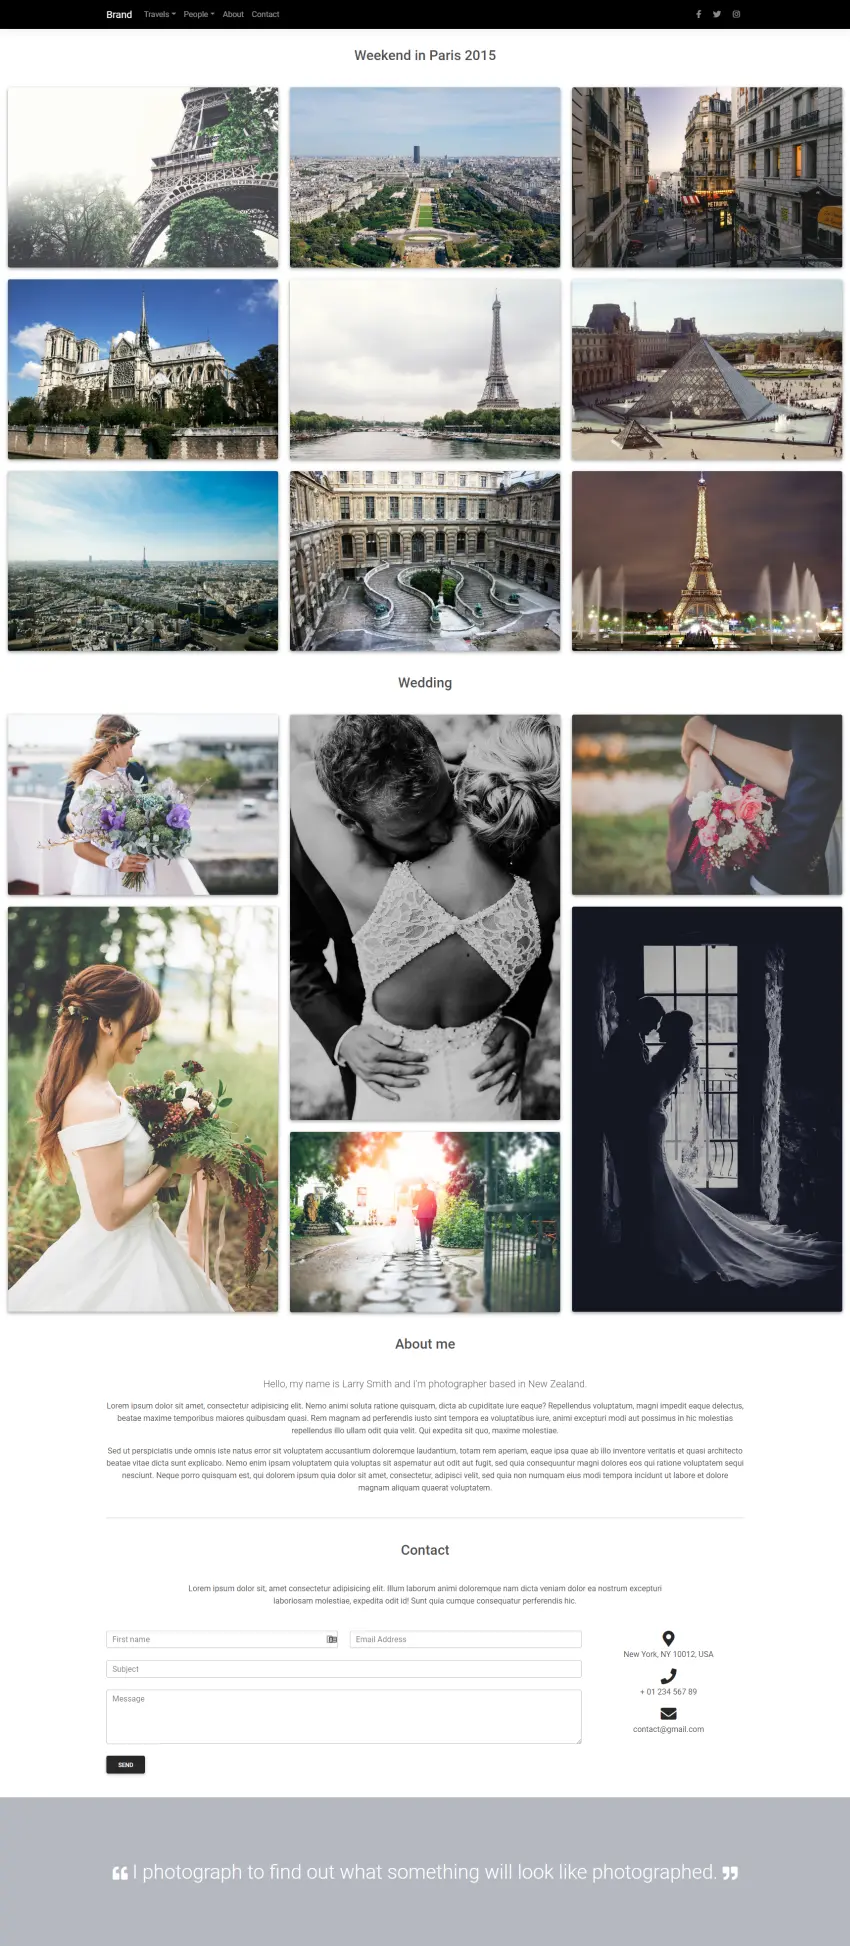 Brand Travels People About Contact
Weekend in Paris 2015
METROPOL
Wedding
About me
Hello, my name is Larry Smith and I'm photographer based in New Zealand.
Lorem ipsum dolor sit amet, consectetur adipisicing elit. Nemo animi soluta ratione quisquam, dicta ab cupiditate iure eaque? Repellendus voluptatum, magni impedit eaque delectus,
beatae maxime temporibus maiores quibusdam quasi. Rem magnam ad perferendis iusto sint tempora ea voluptatibus iure, animi excepturi modi aut possimus in hic molestias
repellendus illo ullam odit quia velit. Qui expedita sit quo, maxime molestiae.
Sed ut perspiciatis unde omnis iste natus error sit voluptatem accusantium doloremque laudantium, totam rem aperiam, eaque ipsa quae ab illo inventore veritatis et quasi architecto
beatae vitae dicta sunt explicabo. Nemo enim ipsam voluptatem quia voluptas sit aspernatur aut odit aut fugit, sed quia consequuntur magni dolores eos qui ratione voluptatem sequi
nesciunt. Neque porro quisquam est, qui dolorem ipsum quia dolor sit amet, consectetur, adipisci velit, sed quia non numquam eius modi tempora incidunt ut labore et dolore
magnam aliquam quaerat voluptatem.
Contact
Lorem ipsum dolor sit, amet consectetur adipisicing elit. Illum laborum animi doloremque nam dicta veniam dolor ea nostrum excepturi
laboriosam molestiae, expedita odit id! Sunt quia cumque consequatur perferendis hic.
First name
Email Address
Subject
Message
SEND
New York, NY 10012, USA
+ 01 234 567 89
contact@gmail.com
“ I photograph to find out what something will look like photographed. ”